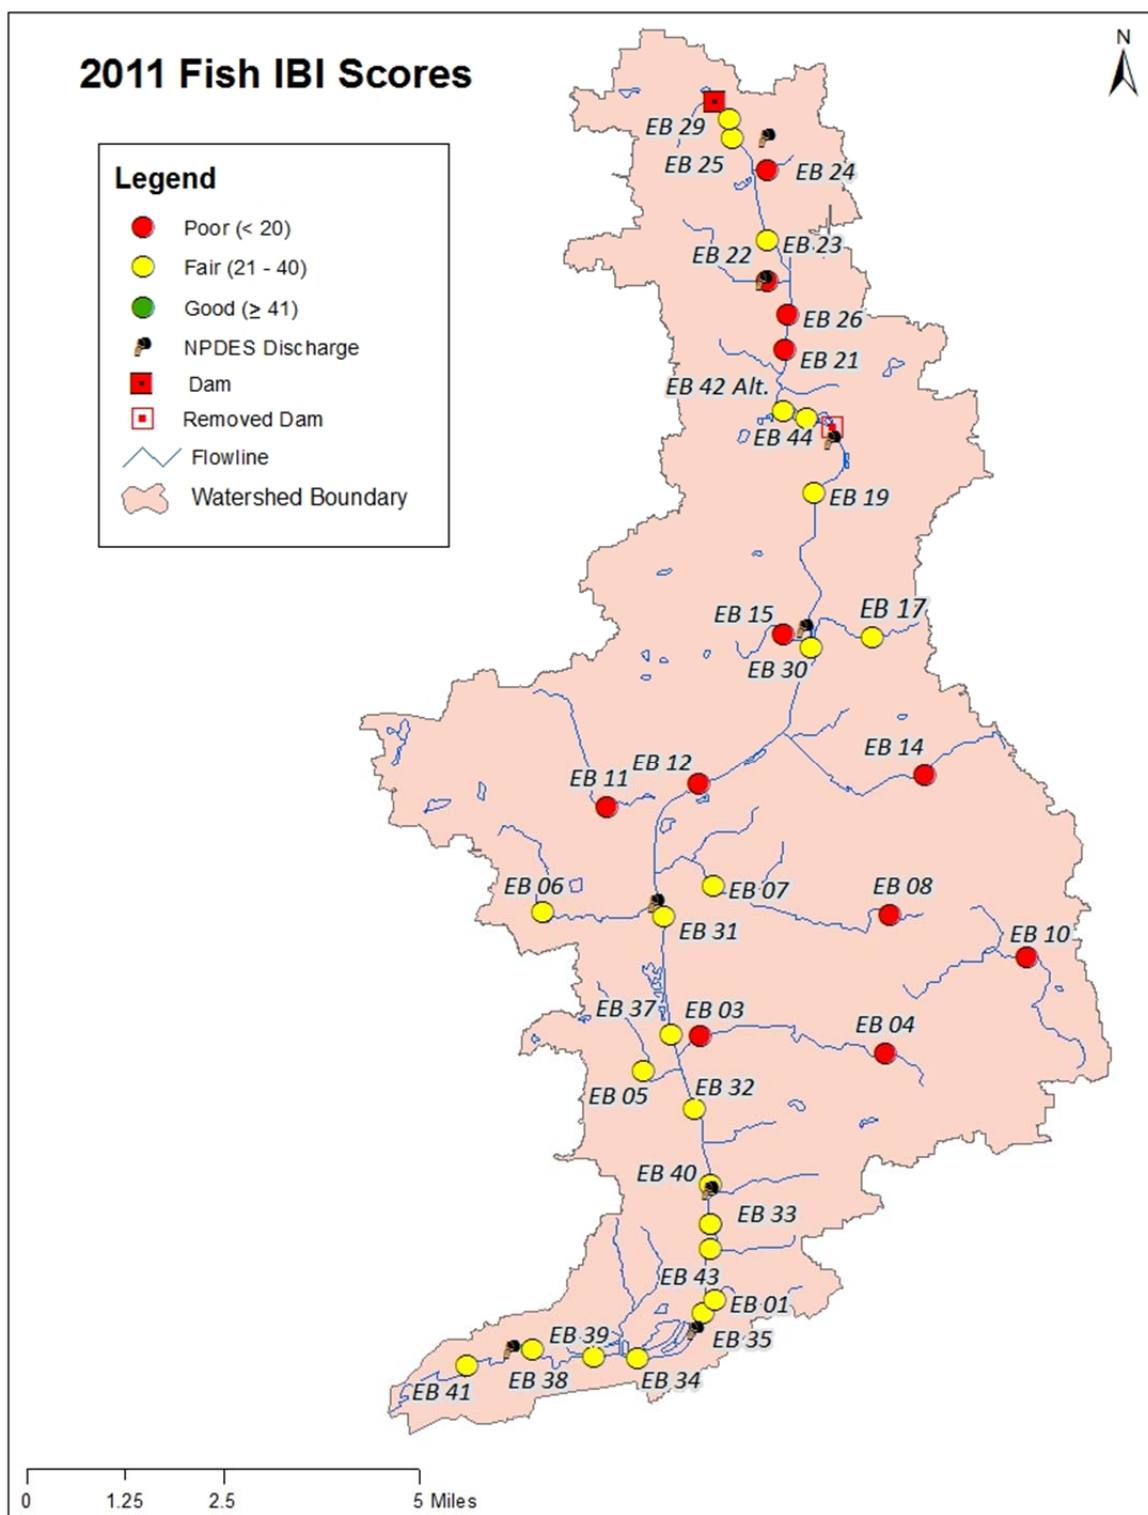 2011 Fish IBI Scores
N
Legend
Poor (< 20)
Fair (21 - 40)
Good (≥ 41)
NPDES Discharge
Dam
Removed Dam
Flowline
Watershed Boundary
EB 29
EB 25
EB 24
EB 23
EB 22
EB 26
EB 21
EB 42 Alt.
EB 44
EB 19
EB 15
EB 17
EB 30
EB 14
EB 12
EB 11
EB 06
EB 07
EB 08
EB 31
EB 10
EB 37
EB 03
EB 04
EB 05
EB 32
EB 40
EB 33
EB 43
EB 01
EB 39
EB 35
EB 41
EB 38
EB 34
0 1.25 2.5 5 Miles